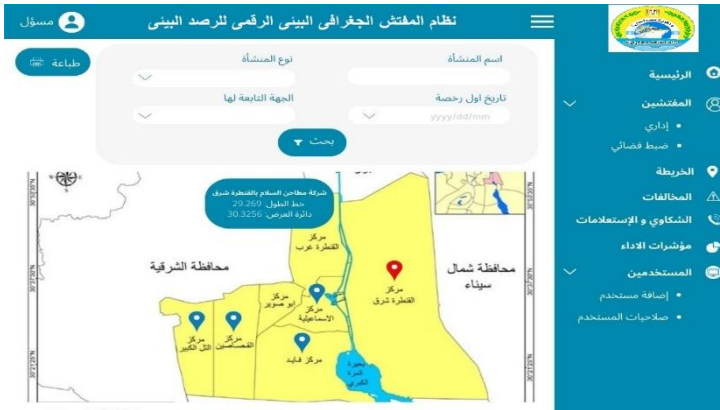 نظام المفتش الجغرافى البيئى الرقمى للرصد البيئى
مسؤل
الرئيسية
المفتشين
إداري
ضبط قضائي
الخريطة
المخالفات
الشكاوي و الإستعلامات
مؤشرات الاداء
المستخدمين
إضافة مستخدم
صلاحيات المستخدم
طباعة
اسم المنشأة
نوع المنشأة
تاريخ اول رخصة
الجهة التابعة لها
yyyy/dd/mm
بحث
شركة مطاحن السلام بالقنطرة شرق
خط الطول: 29.269
دائرة العرض: 30.3256
مركز
القنطرة غرب
محافظة الشرقية
محافظة شمال
سيناء
مركز
القنطرة شرق
مركز
ابو صوير
مركز
الاسماعيلية
مركز
القصاصين
مركز
التل الكبير
مركز فايد
بحيرة
المرة
الكبري